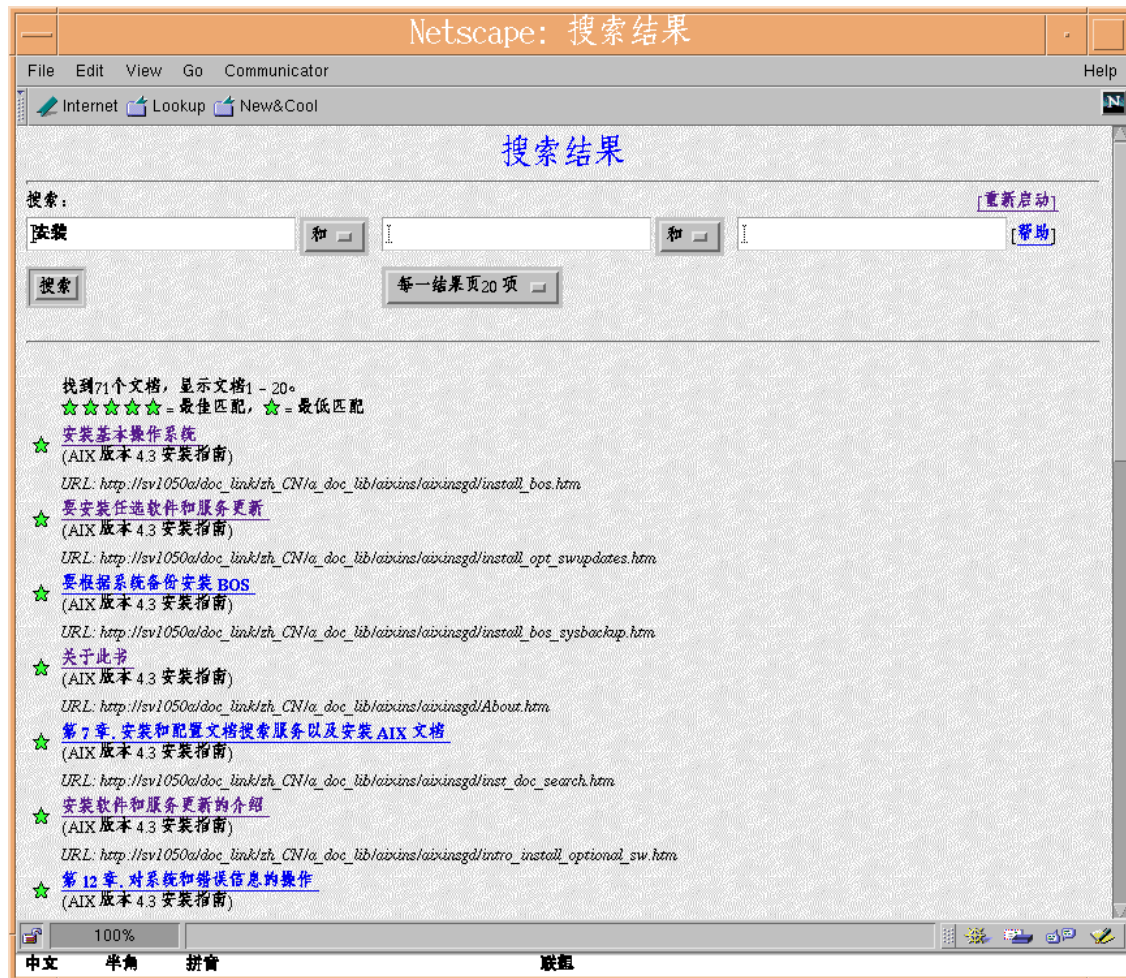 Netscape: 搜索结果
File Edit View Go Communicator Help
Internet Lookup New&Cool
N
搜索结果
搜索:
[重新启动]
安装 和 和 [帮助]
搜索 每一结果页20 项
找到71个文档，显示文档1 - 20。
= 最佳匹配， = 最低匹配
安装基本操作系统
(AIX 版本 4.3 安装指南)
URL: http://sv1050a/doc_link/zh_CN/a_doc_lib/aixins/aixinsgd/install_bos.htm
要安装任选软件和服务更新
(AIX 版本 4.3 安装指南)
URL: http://sv1050a/doc_link/zh_CN/a_doc_lib/aixins/aixinsgd/install_opt_swupdates.htm
要根据系统备份安装 BOS
(AIX 版本 4.3 安装指南)
URL: http://sv1050a/doc_link/zh_CN/a_doc_lib/aixins/aixinsgd/install_bos_sysbackup.htm
关于此书
(AIX 版本 4.3 安装指南)
URL: http://sv1050a/doc_link/zh_CN/a_doc_lib/aixins/aixinsgd/About.htm
第 7 章. 安装和配置文档搜索服务以及安装 AIX 文档
(AIX 版本 4.3 安装指南)
URL: http://sv1050a/doc_link/zh_CN/a_doc_lib/aixins/aixinsgd/inst_doc_search.htm
安装软件和服务更新的介绍
(AIX 版本 4.3 安装指南)
URL: http://sv1050a/doc_link/zh_CN/a_doc_lib/aixins/aixinsgd/intro_install_optional_sw.htm
第 12 章. 对系统和错误信息的操作
(AIX 版本 4.3 安装指南)
100%
中文 半角 拼音 联想